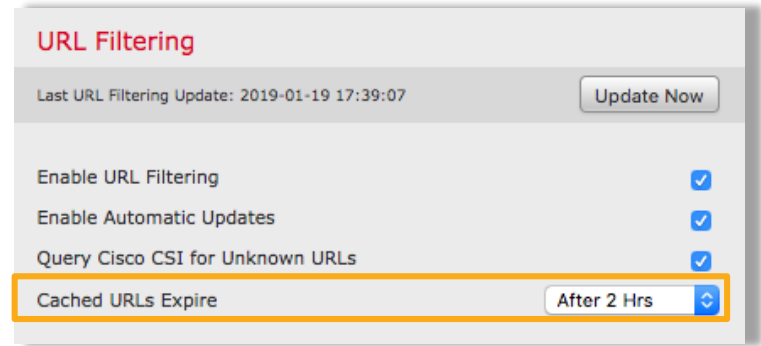 URL Filtering
Last URL Filtering Update: 2019-01-19 17:39:07 Update Now
Enable URL Filtering
Enable Automatic Updates
Query Cisco CSI for Unknown URLs
Cached URLs Expire After 2 Hrs